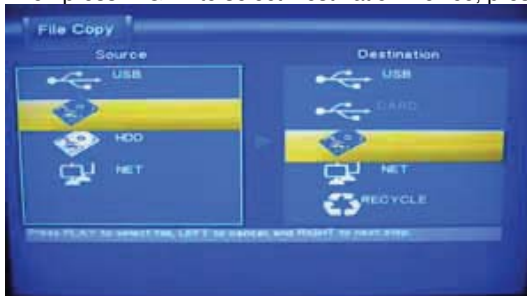 File Copy
Source
Destination
USB
HDD
NET
USB
CARD
NET
RECYCLE
Press PLAY to select file, LEFT to cancel, and RIGHT to next step.